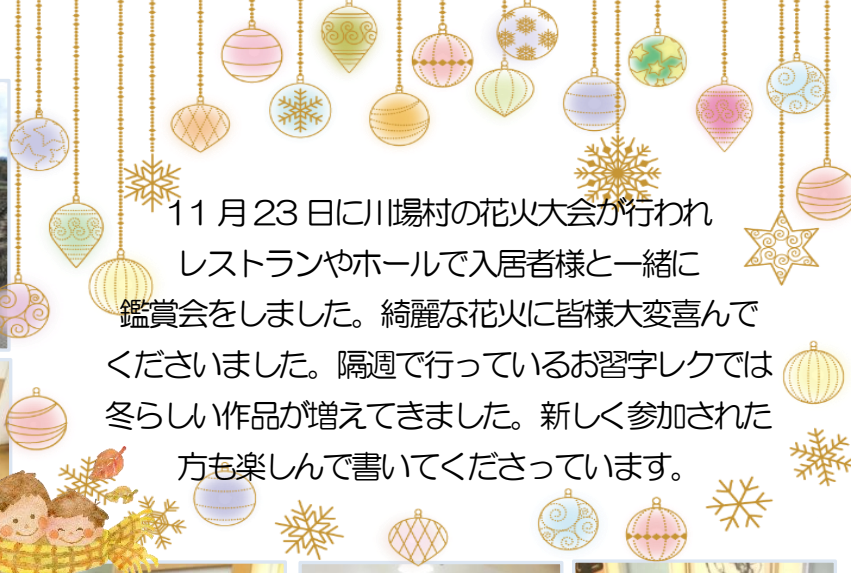 11月23日に川場村の花火大会が行われ
レストランやホールで入居者様と一緒に
鑑賞会をしました。綺麗な花火に皆様大変喜んで
くださいました。隔週で行っているお習字レクでは
冬らしい作品が増えてきました。新しく参加された
方も楽しんで書いてくださっています。